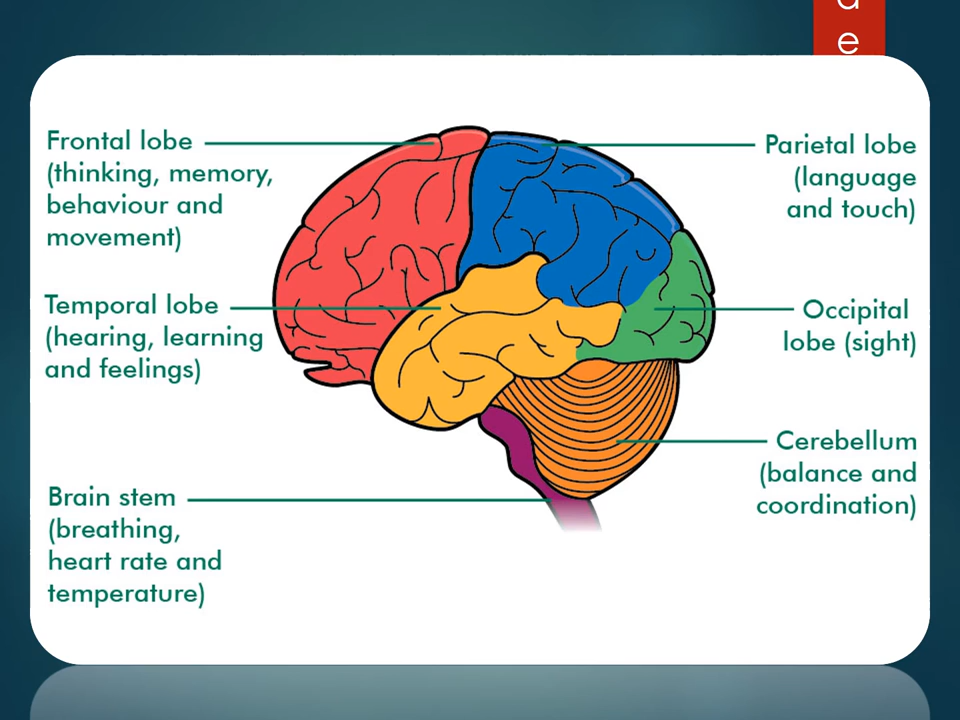 e
Frontal lobe
(thinking, memory,
behaviour and
movement)
Parietal lobe
(language
and touch)
Temporal lobe
(hearing, learning
and feelings)
Occipital
lobe (sight)
Cerebellum
(balance and
coordination)
Brain stem
(breathing,
heart rate and
temperature)